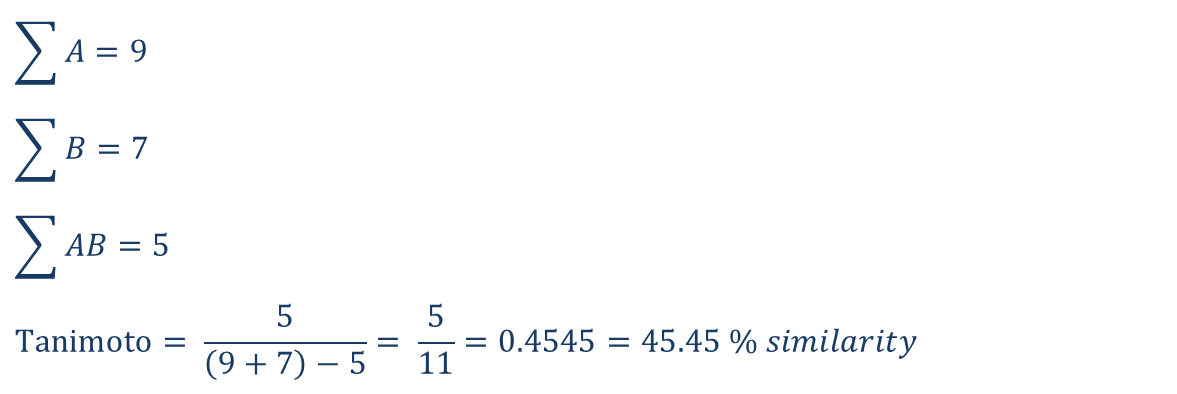 ∑ A = 9
∑ B = 7
∑ AB = 5
Tanimoto = 5/((9 + 7) − 5) = 5/11 = 0.4545 = 45.45 % similarity